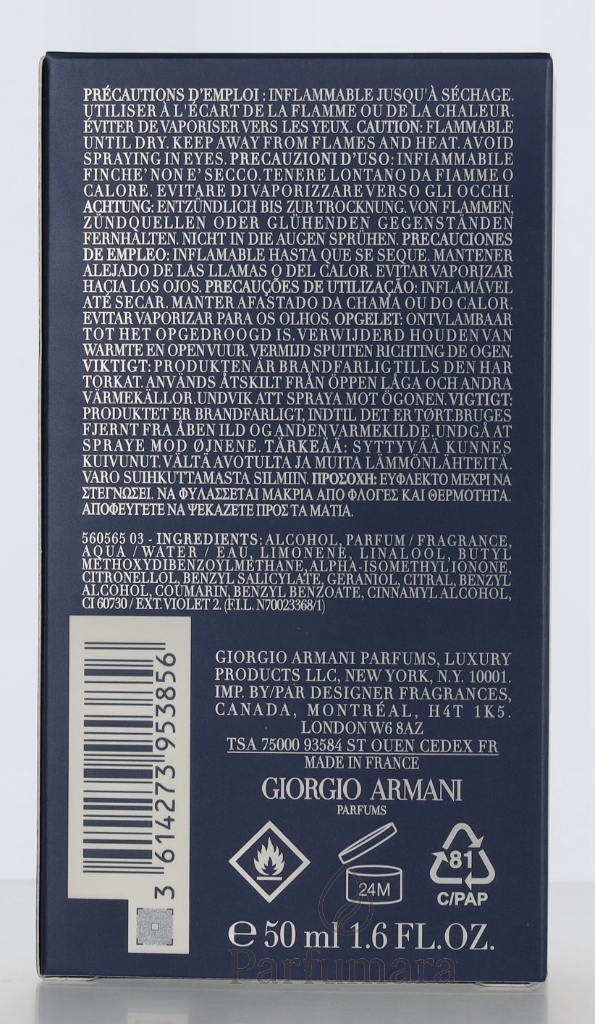 PRÉCAUTIONS D'EMPLOI : INFLAMMABLE JUSQU'À SÉCHAGE.
UTILISER À L'ÉCART DE LA FLAMME OU DE LA CHALEUR.
ÉVITER DE VAPORISER VERS LES YEUX. CAUTION: FLAMMABLE
UNTIL DRY. KEEP AWAY FROM FLAMES AND HEAT. AVOID
SPRAYING IN EYES. PRECAUZIONI D'USO: INFIAMMABILE
FINCHE' NON E' SECCO. TENERE LONTANO DA FIAMME O
CALORE. EVITARE DI VAPORIZZARE VERSO GLI OCCHI.
ACHTUNG: ENTZÜNDLICH BIS ZUR TROCKNUNG. VON FLAMMEN,
ZÜNDQUELLEN ODER GLÜHENDEN GEGENSTÄNDEN
FERNHALTEN. NICHT IN DIE AUGEN SPRÜHEN. PRECAUCIONES
DE EMPLEO: INFLAMABLE HASTA QUE SE SEQUE. MANTENER
ALEJADO DE LAS LLAMAS O DEL CALOR. EVITAR VAPORIZAR
HACIA LOS OJOS. PRECAUÇÕES DE UTILIZAÇÃO: INFLAMÁVEL
ATÉ SECAR. MANTER AFASTADO DA CHAMA OU DO CALOR.
EVITAR VAPORIZAR PARA OS OLHOS. OPGELET: ONTVLAMBAAR
TOT HET OPGEDROOGD IS. VERWIJDERD HOUDEN VAN
WARMTE EN OPEN VUUR. VERMIJD SPUITEN RICHTING DE OGEN.
VIKTIGT: PRODUKTEN ÄR BRANDFARLIG TILLS DEN HAR
TORKAT. ANVÄNDS ÅTSKILT FRÅN ÖPPEN LÅGA OCH ANDRA
VÄRMEKÄLLOR. UNDVIK ATT SPRAYA MOT ÖGONEN. VIGTIGT:
PRODUKTET ER BRANDFARLIGT, INDTIL DET ER TØRT. BRUGES
FJERNT FRA ÅBEN ILD OG ANDEN VARMEKILDE. UNDGÅ AT
SPRAYE MOD ØJNENE. TÄRKEÄÄ: SYTTYVÄÄ KUNNES
KUIVUNUT. VÄLTÄ AVOTULTA JA MUITA LÄMMÖNLÄHTEITÄ.
VARO SUIHKUTTAMASTA SILMIIN. ΠΡΟΣΟΧΗ: ΕΥΦΛΕΚΤΟ ΜΕΧΡΙ ΝΑ
ΣΤΕΓΝΩΣΕΙ. ΝΑ ΦΥΛΑΣΣΕΤΑΙ ΜΑΚΡΙΑ ΑΠΟ ΦΛΟΓΕΣ ΚΑΙ ΘΕΡΜΟΤΗΤΑ.
ΑΠΟΦΕΥΓΕΤΕ ΝΑ ΨΕΚΑΖΕΤΕ ΠΡΟΣ ΤΑ ΜΑΤΙΑ.
560565 03 - INGREDIENTS: ALCOHOL, PARFUM / FRAGRANCE,
AQUA / WATER / EAU, LIMONENE, LINALOOL, BUTYL
METHOXYDIBENZOYLMETHANE, ALPHA-ISOMETHYL IONONE,
CITRONELLOL, BENZYL SALICYLATE, GERANIOL, CITRAL, BENZYL
ALCOHOL, COUMARIN, BENZYL BENZOATE, CINNAMYL ALCOHOL,
CI 60730 / EXT. VIOLET 2. (F.I.L. N70023368/1)
3 614273 953856
GIORGIO ARMANI PARFUMS, LUXURY
PRODUCTS LLC, NEW YORK, N.Y. 10001.
IMP. BY/PAR DESIGNER FRAGRANCES,
CANADA, MONTRÉAL, H4T 1K5.
LONDON W6 8AZ
TSA 75000 93584 ST OUEN CEDEX FR
MADE IN FRANCE
GIORGIO ARMANI
PARFUMS
24M
81
C/PAP
e 50 ml 1.6 FL.OZ.
Parfumara